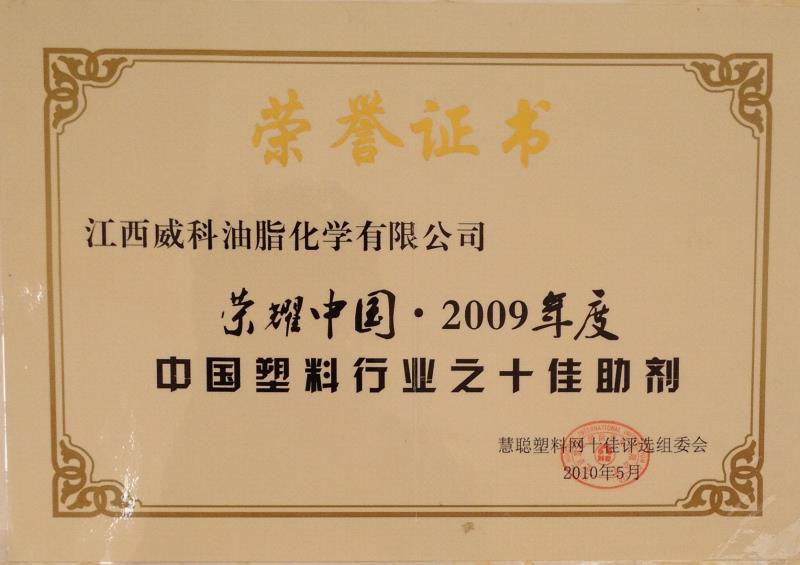 荣誉证书
江西威科油脂化学有限公司
荣耀中国·2009年度
中国塑料行业之十佳助剂
慧聪塑料网十佳评选组委会
2010年5月